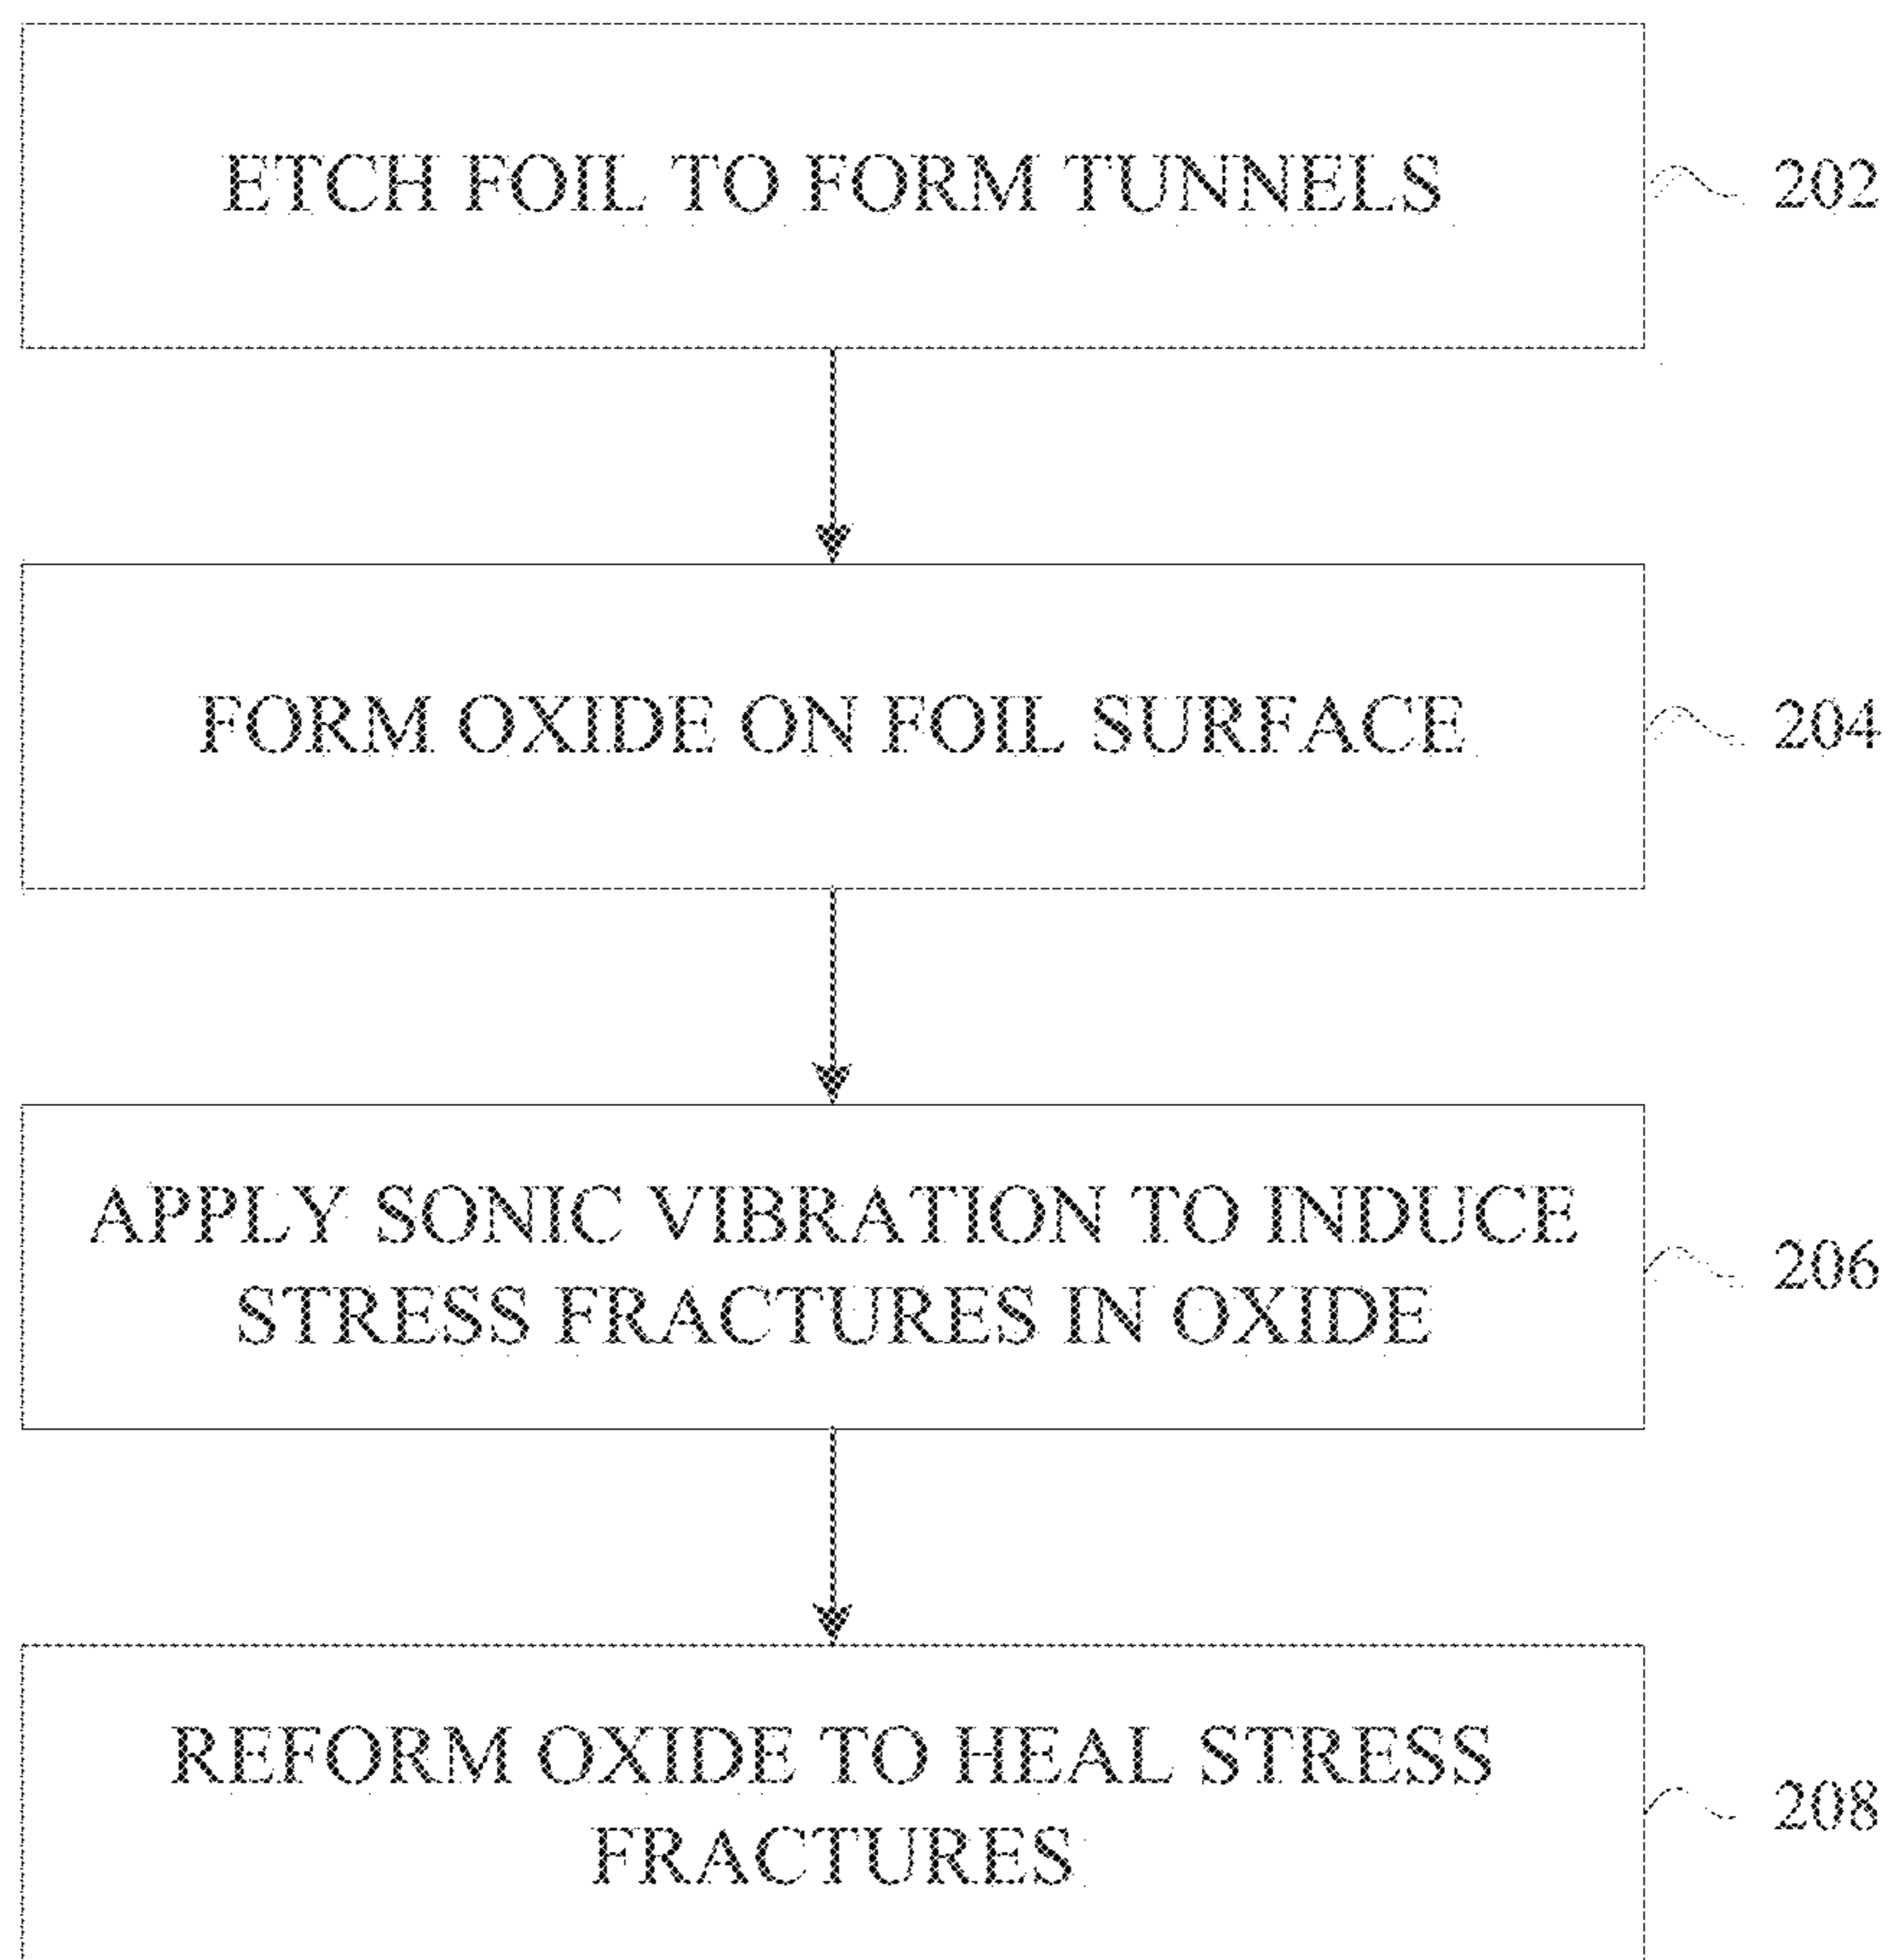 ETCH FOIL TO FORM TUNNELS
202
FORM OXIDE ON FOIL SURFACE
204
APPLY SONIC VIBRATION TO INDUCE
STRESS FRACTURES IN OXIDE
206
REFORM OXIDE TO HEAL STRESS
FRACTURES
208